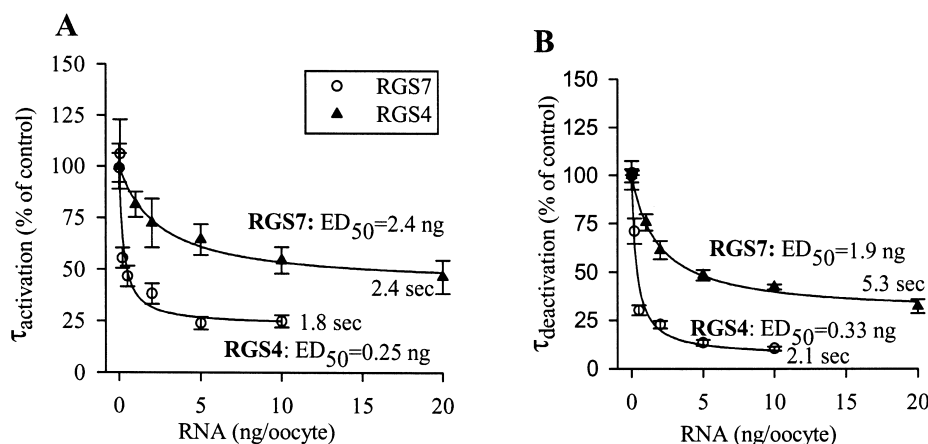 A
150
125
100
75
50
25
0
τactivation (% of control)
RGS7
RGS4
RGS7: ED50=2.4 ng
2.4 sec
1.8 sec
RGS4: ED50=0.25 ng
0 5 10 20
RNA (ng/oocyte)
B
150
125
100
75
50
25
0
τdeactivation (% of control)
RGS7: ED50=1.9 ng
5.3 sec
RGS4: ED50=0.33 ng
2.1 sec
0 5 10 20
RNA (ng/oocyte)